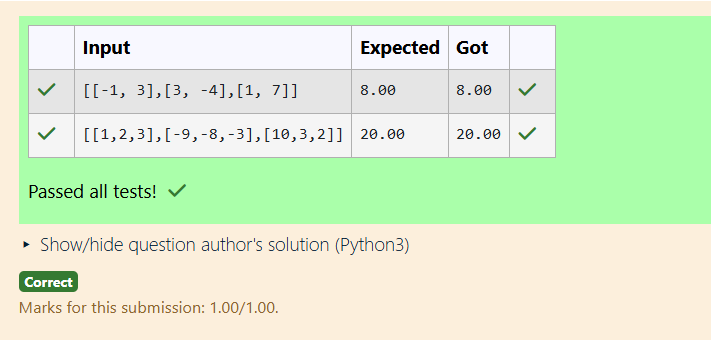 Input Expected Got
[[-1, 3],[3, -4],[1, 7]] 8.00 8.00
[[1,2,3],[-9,-8,-3],[10,3,2]] 20.00 20.00
Passed all tests!
Show/hide question author's solution (Python3)
Correct
Marks for this submission: 1.00/1.00.